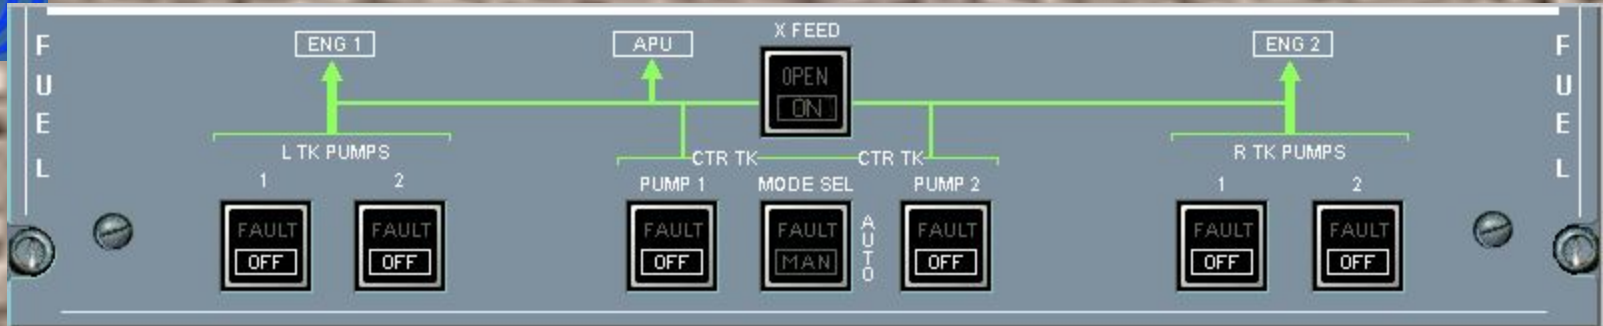 FUEL
ENG 1
APU
X FEED
OPEN
ON
ENG 2
FUEL
L TK PUMPS
1
2
CTR TK
CTR TK
PUMP 1
MODE SEL
PUMP 2
R TK PUMPS
1
2
FAULT
OFF
FAULT
OFF
FAULT
OFF
FAULT
MAN
AUTO
FAULT
OFF
FAULT
OFF
FAULT
OFF